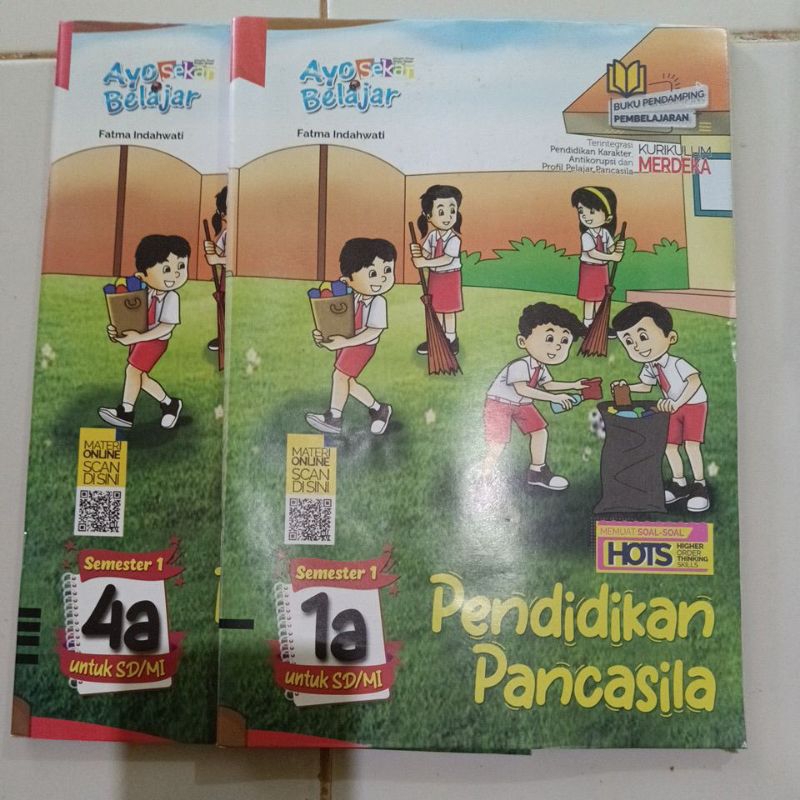 Ayo Sekar
Belajar
Fatma Indahwati
MATERI
ONLINE
SCAN
DI SINI
Semester 1
4a
untuk SD/MI
Ayo Sekar
Belajar
Fatma Indahwati
BUKU PENDAMPING
PEMBELAJARAN
Terintegrasi
Pendidikan Karakter
Antikorupsi dan
Profil Pelajar Pancasila
KURIKULUM
MERDEKA
MATERI
ONLINE
SCAN
DI SINI
Semester 1
1a
untuk SD/MI
MEMUAT SOAL-SOAL
HOTS
HIGHER
ORDER
THINKING
SKILLS
Pendidikan
Pancasila